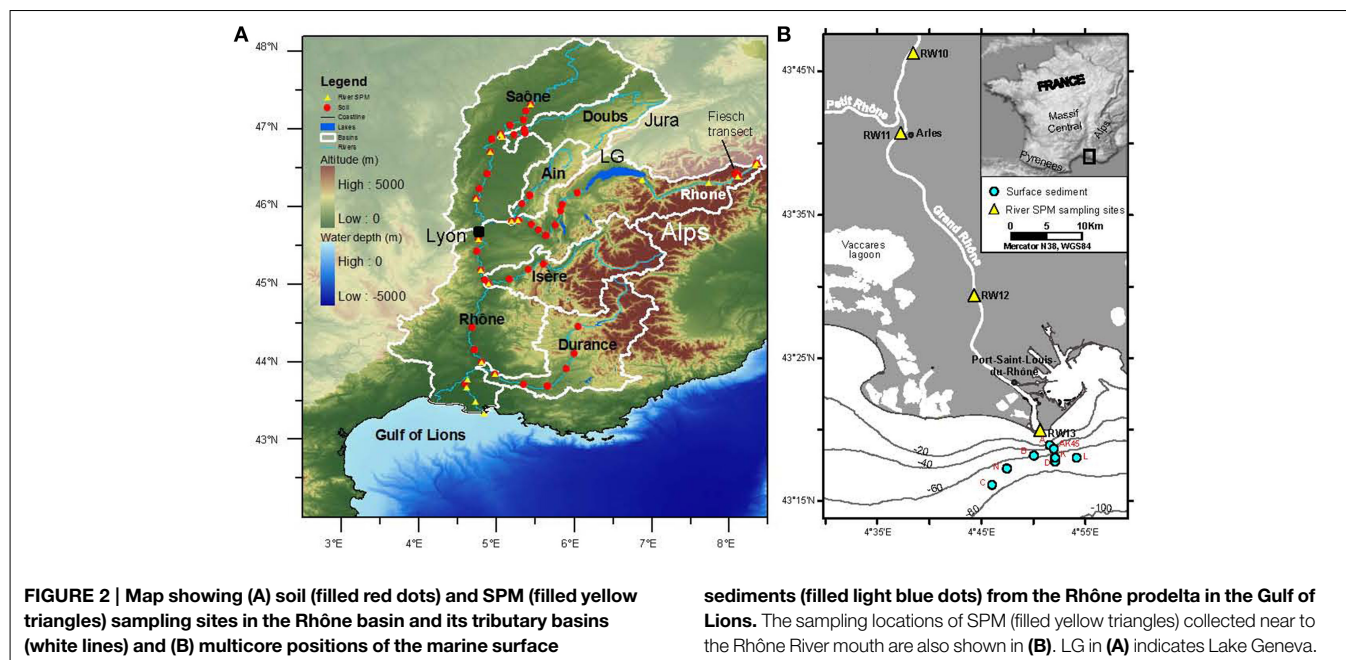 A
48°N
47°N
46°N
45°N
44°N
43°N
3°E
4°E
5°E
6°E
7°E
8°E
Legend
River SPM
Soil
Coastline
Lakes
Basins
Rivers
Altitude (m)
High : 5000
Low : 0
Water depth (m)
High : 0
Low : -5000
Saône
Doubs
Jura
Fiesch
transect
Ain
LG
Rhone
Lyon
Alps
Isère
Rhône
Durance
Gulf of Lions
B
43°45'N
43°35'N
43°25'N
43°15'N
4°35'E
4°45'E
4°55'E
RW10
Petit Rhône
RW11
Arles
Grand Rhône
Vaccares
lagoon
RW12
Port-Saint-Louis-
du-Rhône
RW13
A
AK45
B
K
L
D
N
C
-20
-40
-60
-80
-100
FRANCE
Massif
Central
Alps
Pyrenees
Surface sediment
River SPM sampling sites
0 5 10Km
Mercator N38, WGS84
FIGURE 2 | Map showing (A) soil (filled red dots) and SPM (filled yellow
triangles) sampling sites in the Rhône basin and its tributary basins
(white lines) and (B) multicore positions of the marine surface
sediments (filled light blue dots) from the Rhône prodelta in the Gulf of
Lions. The sampling locations of SPM (filled yellow triangles) collected near to
the Rhône River mouth are also shown in (B). LG in (A) indicates Lake Geneva.